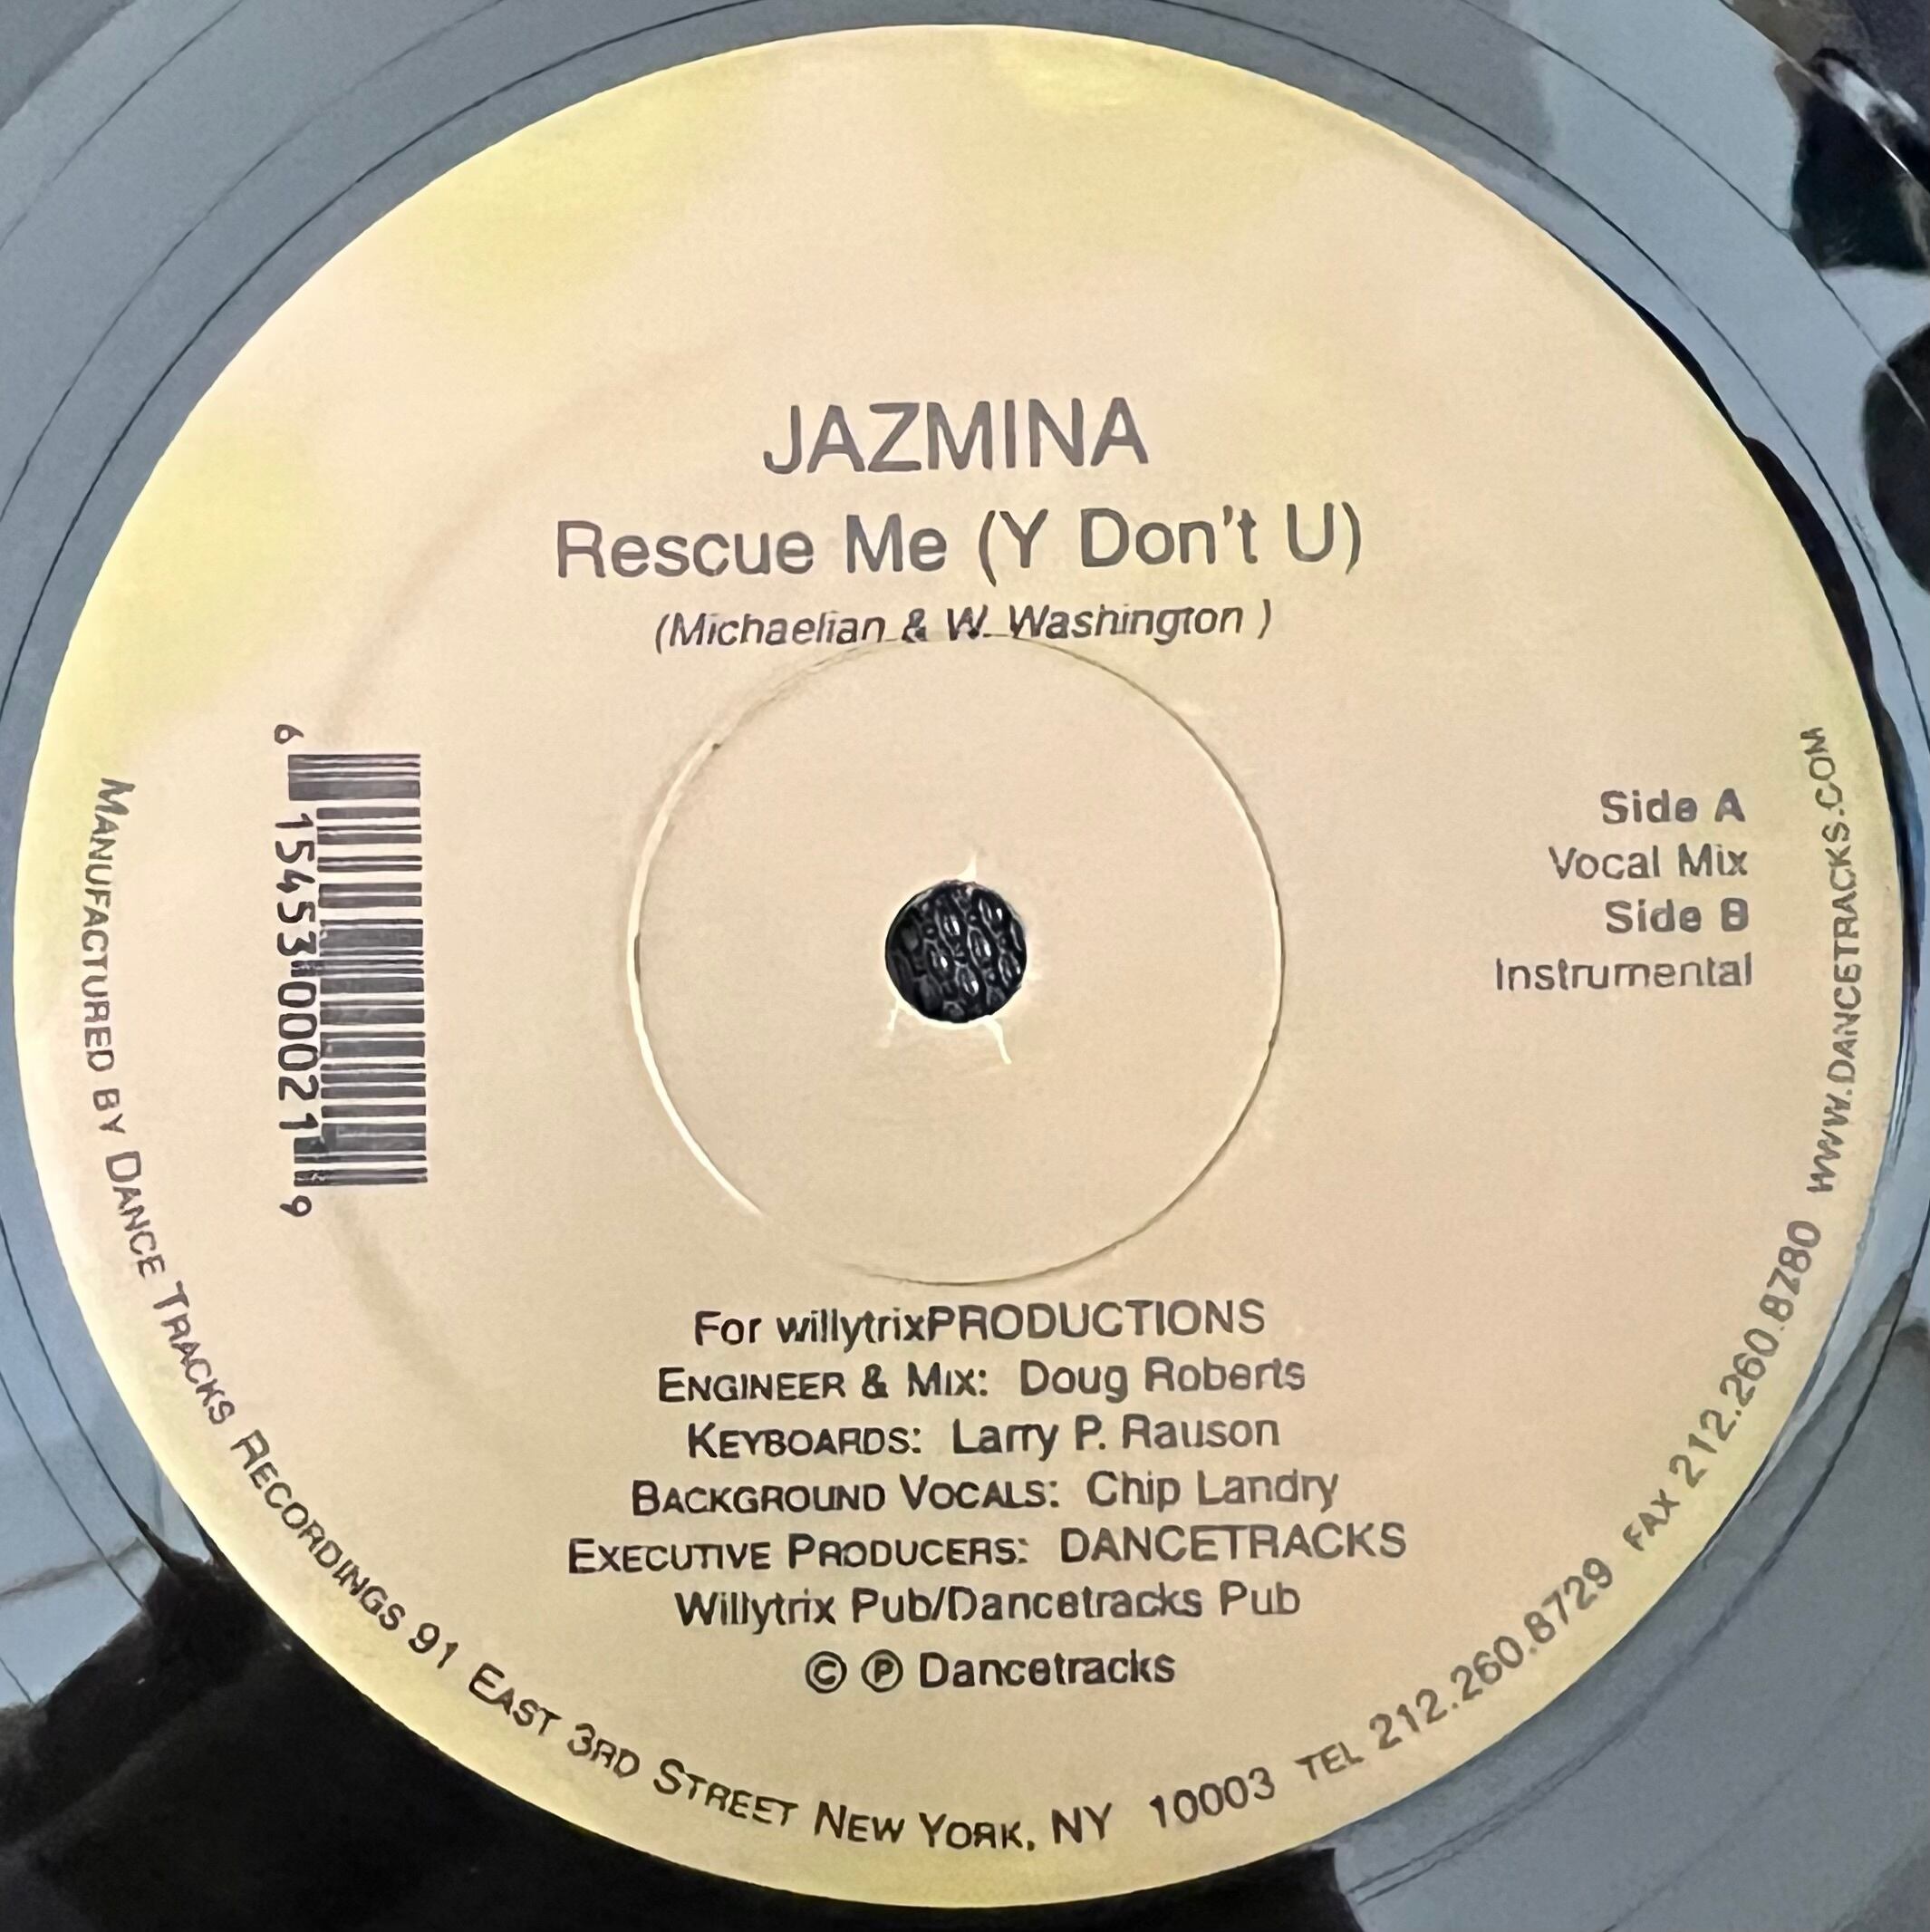 JAZMINA
Rescue Me (Y Don't U)
(Michaelian & W. Washington )
6 15453 00021 9
Side A
Vocal Mix
Side B
Instrumental
For willytrixPRODUCTIONS
ENGINEER & MIX: Doug Roberts
KEYBOARDS: Larry P. Rauson
BACKGROUND VOCALS: Chip Landry
EXECUTIVE PRODUCERS: DANCETRACKS
Willytrix Pub/Dancetracks Pub
© ℗ Dancetracks
MANUFACTURED BY DANCE TRACKS RECORDINGS 91 EAST 3RD STREET NEW YORK, NY 10003 TEL 212.260.8729 FAX 212.260.8780 WWW.DANCETRACKS.COM